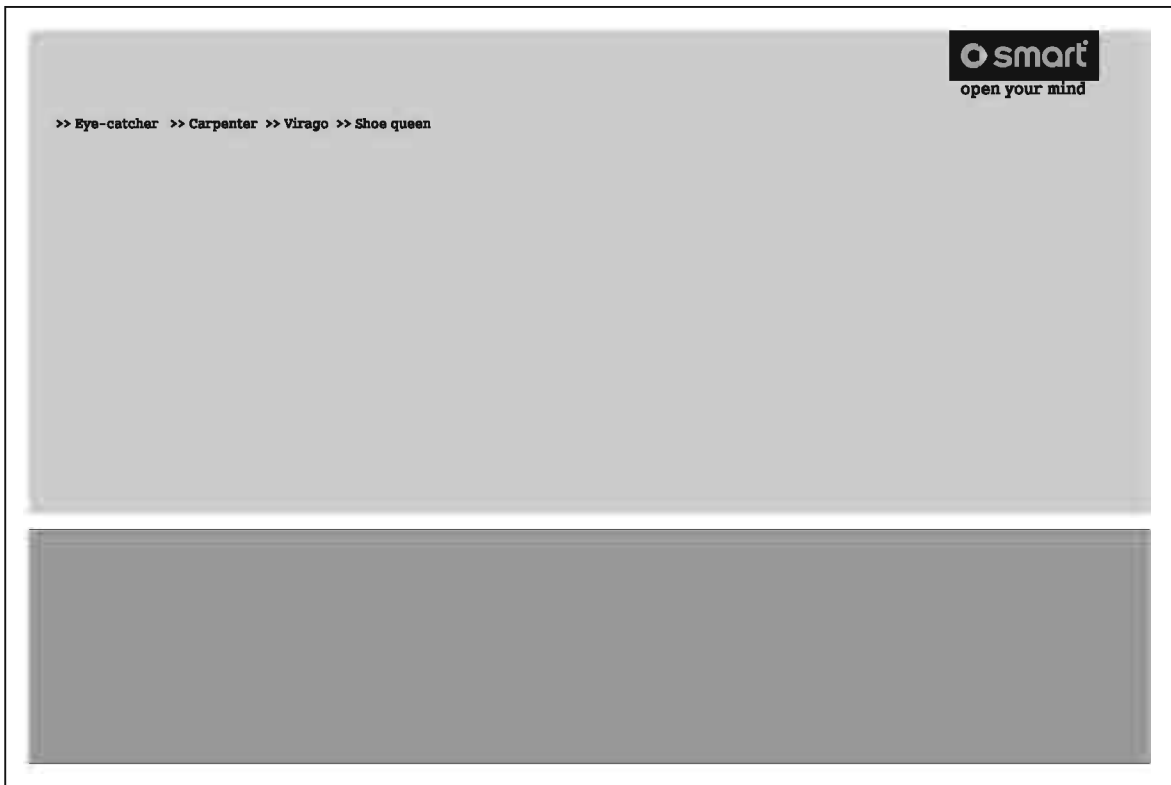 smart
open your mind
>> Eye-catcher >> Carpenter >> Virago >> Shoe queen